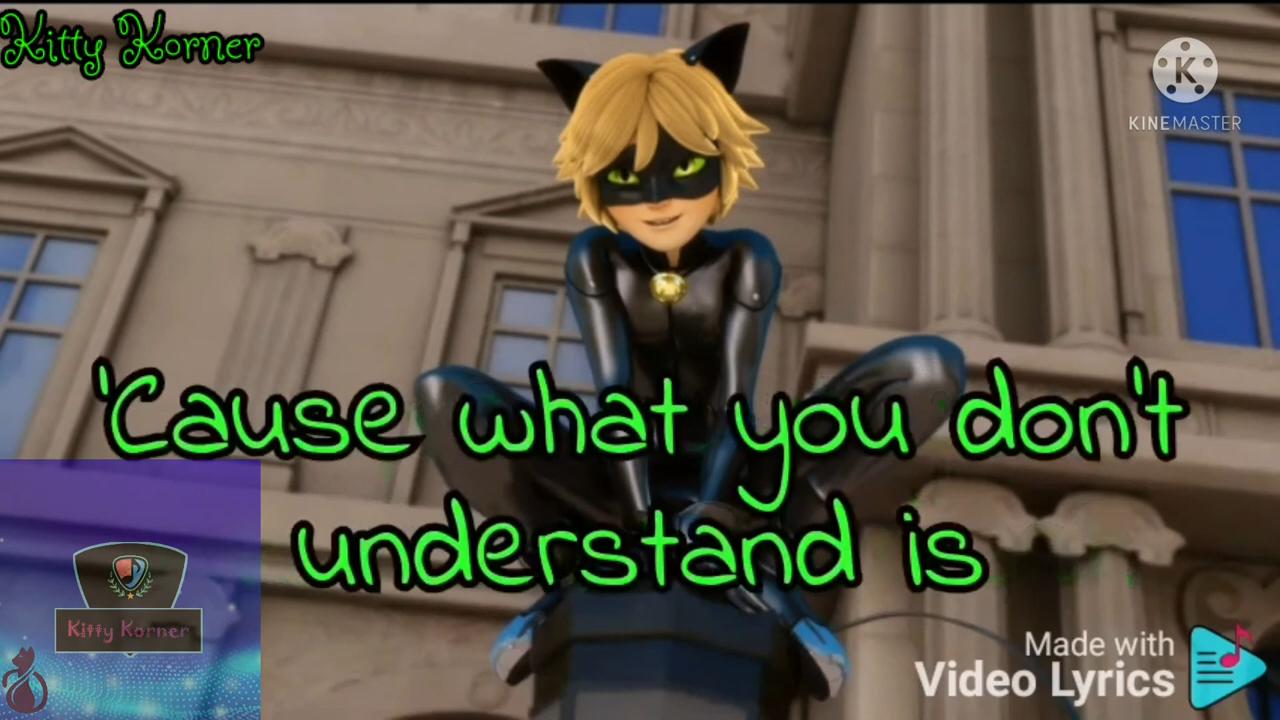 Kitty Korner
K
KINEMASTER
'Cause what you don't
understand is
Kitty Korner
Made with
Video Lyrics